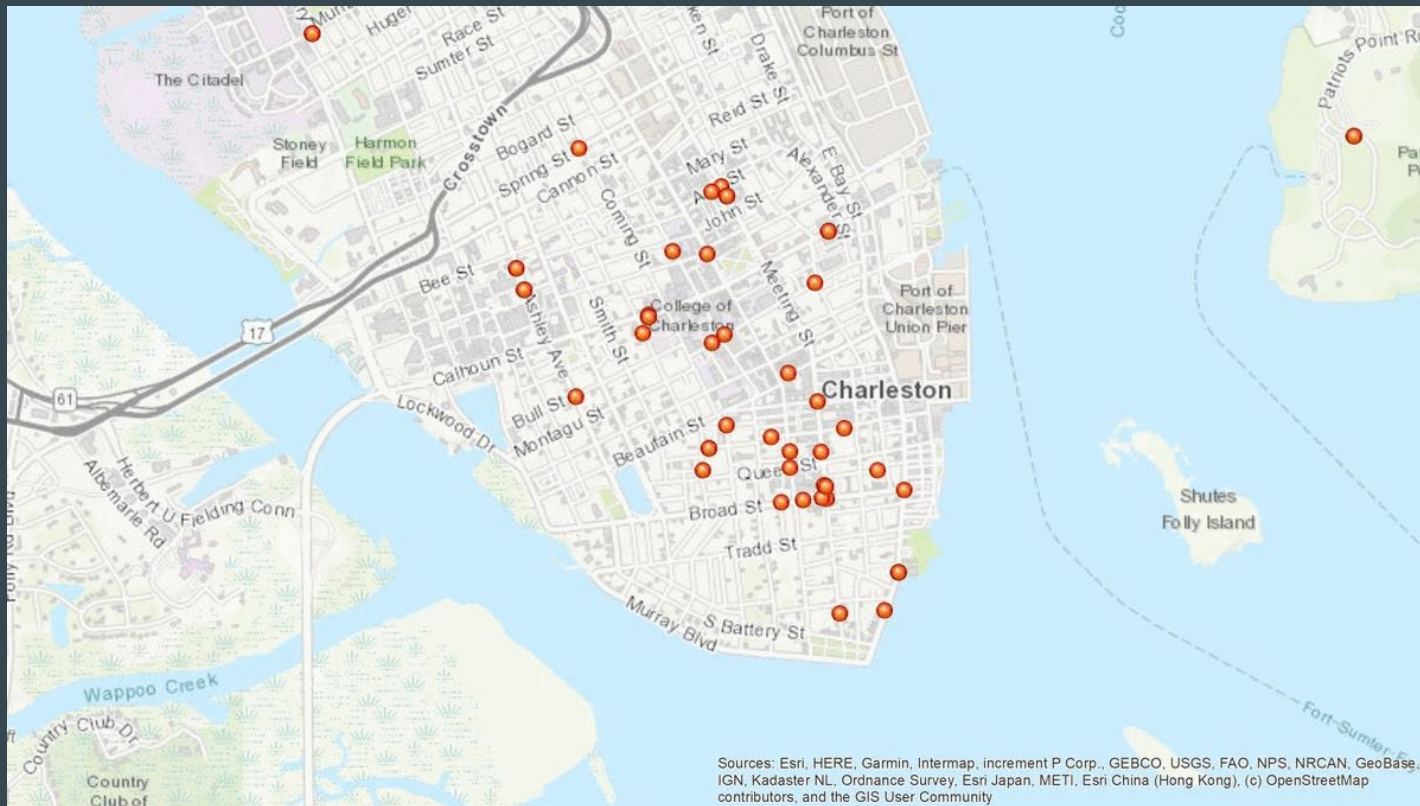 Port of
Charleston
Columbus St
Race St
Sumter St
Drake St
Patriots Point
The Citadel
Reid St
Stoney
Field
Harmon
Field Park
Crosstown
Bogard St
Spring St
Cannon St
Mary St
Alexander St
E Bay St
John St
Coming St
Bee St
Meeting St
Port of
Charleston
Union Pier
College of
Charleston
Ashley Ave
Smith St
17
Calhoun St
61
Charleston
Lockwood Dr
Bull St
Montagu St
Beaufain St
Albemarle Rd
Herbert U Fielding Conn
Queen St
Broad St
Shutes
Folly Island
Tradd St
S Battery St
Murray Blvd
Wappoo Creek
Country Club Dr
Country
Club of
Fort-Sumter
Sources: Esri, HERE, Garmin, Intermap, increment P Corp., GEBCO, USGS, FAO, NPS, NRCAN, GeoBase,
IGN, Kadaster NL, Ordnance Survey, Esri Japan, METI, Esri China (Hong Kong), (c) OpenStreetMap
contributors, and the GIS User Community